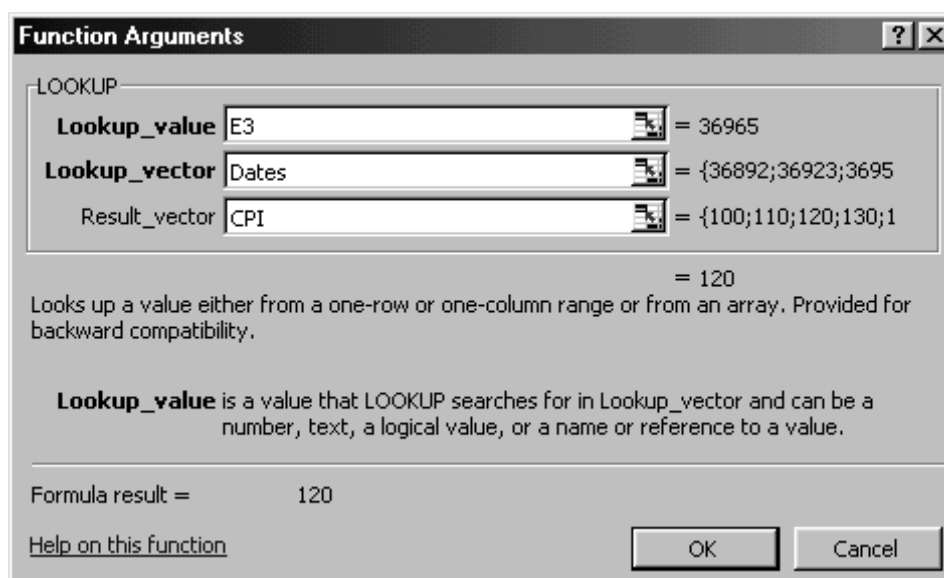 Function Arguments
LOOKUP
Lookup_value E3 = 36965
Lookup_vector Dates = {36892;36923;3695
Result_vector CPI = {100;110;120;130;1
= 120
Looks up a value either from a one-row or one-column range or from an array. Provided for
backward compatibility.
Lookup_value is a value that LOOKUP searches for in Lookup_vector and can be a
number, text, a logical value, or a name or reference to a value.
Formula result = 120
Help on this function OK Cancel